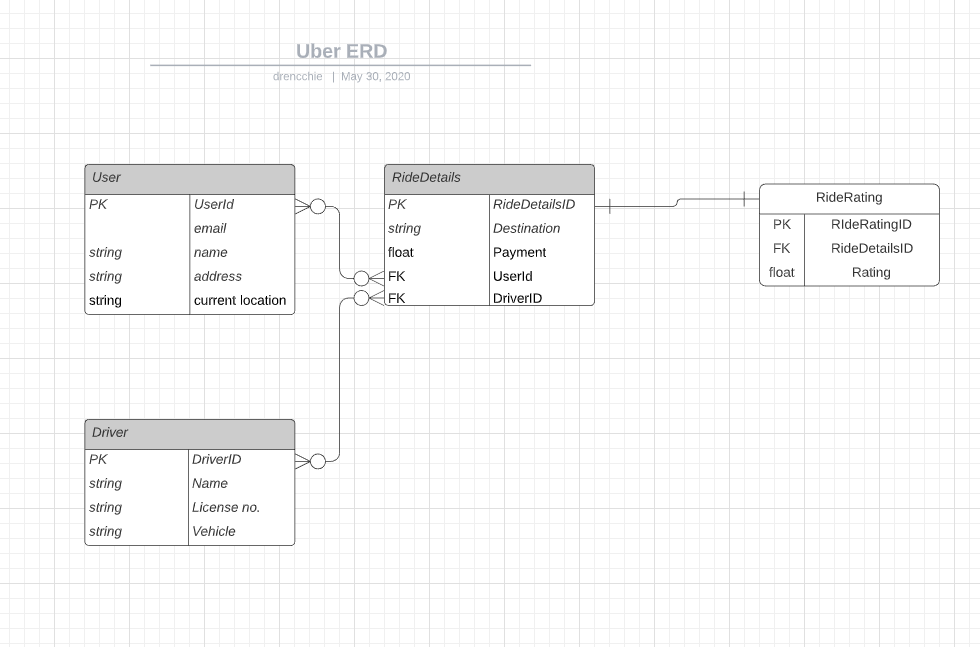 Uber ERD
drencchie | May 30, 2020
User
PK UserId
email
string name
string address
string current location
RideDetails
PK RideDetailsID
string Destination
float Payment
FK UserId
FK DriverID
RideRating
PK RIdeRatingID
FK RideDetailsID
float Rating
Driver
PK DriverID
string Name
string License no.
string Vehicle